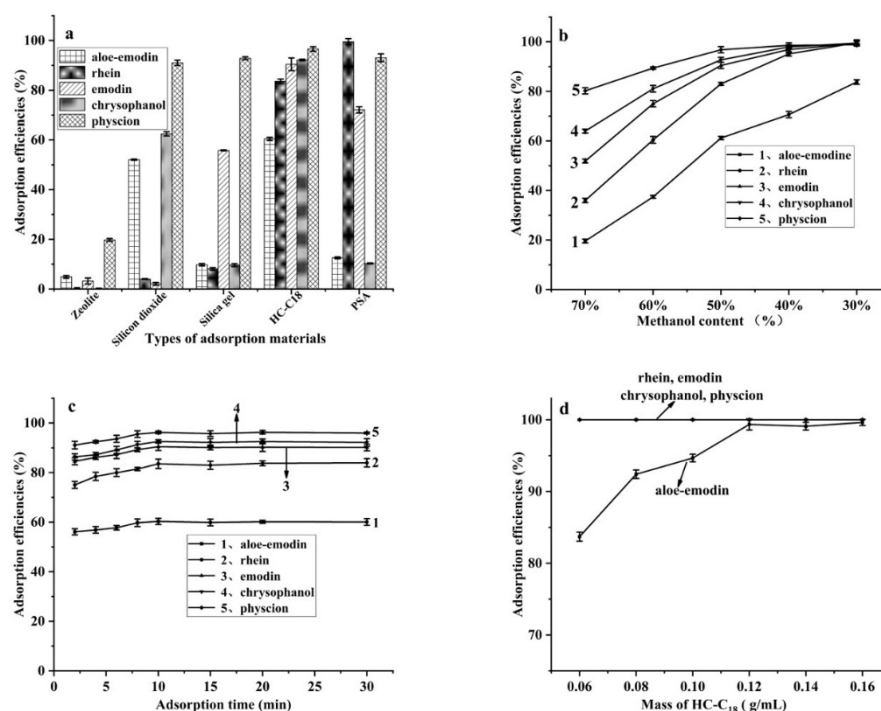 a
aloe-emodin
rhein
emodin
chrysophanol
physcion
100
80
60
40
20
0
Adsorption efficiencies (%)
Zeolite
Silicon dioxide
Silica gel
HC-C18
PSA
Types of adsorption materials
b
100
80
60
40
20
0
Adsorption efficiencies (%)
5
4
3
2
1
1、aloe-emodine
2、rhein
3、emodin
4、chrysophanol
5、physcion
70% 60% 50% 40% 30%
Methanol content （%）
c
100
80
60
40
20
0
Adsorption efficiencies (%)
4
5
2
3
1
1、aloe-emodin
2、rhein
3、emodin
4、chrysophanol
5、physcion
0 5 10 15 20 25 30
Adsorption time (min)
rhein, emodin
chrysophanol, physcion
d
100
95
90
85
80
70
65
Adsorption efficiencies (%)
aloe-emodin
0.06 0.08 0.10 0.12 0.14 0.16
Mass of HC-C18 ( g/mL)